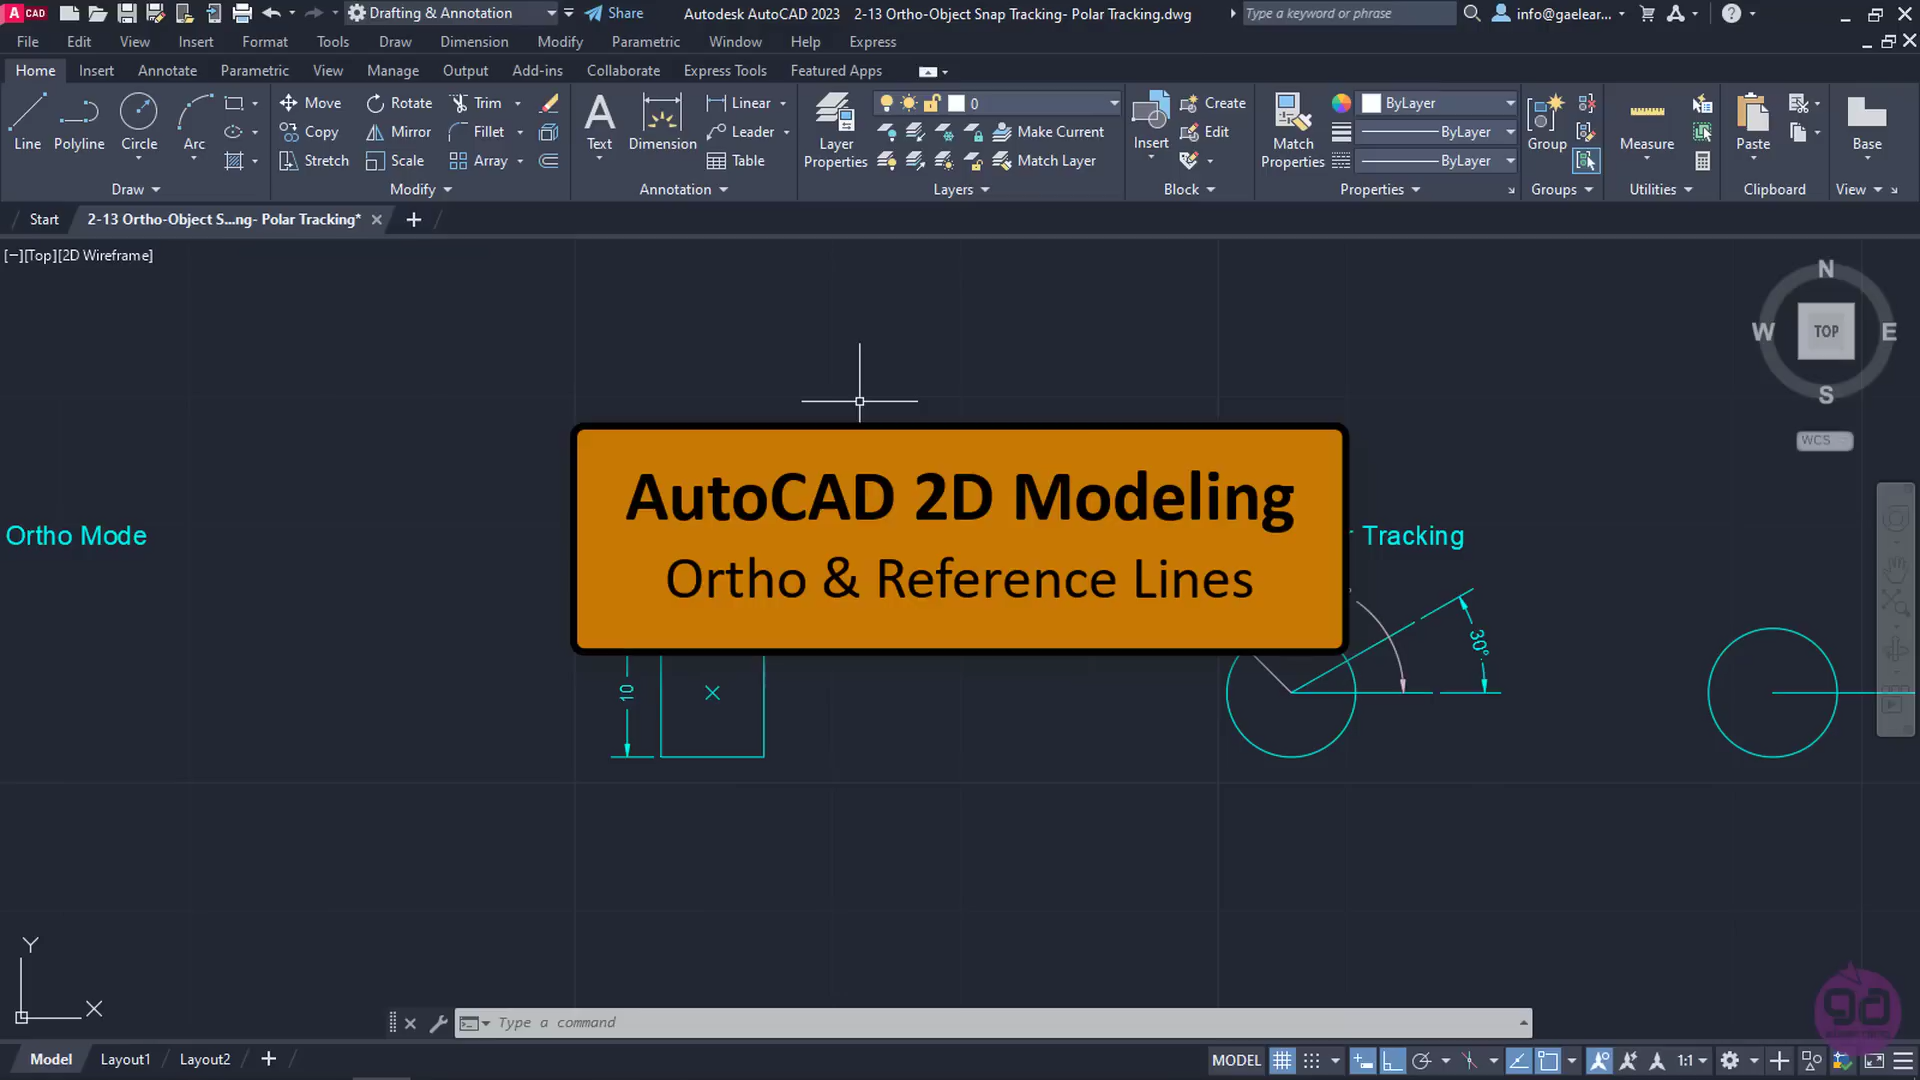 A CAD Drafting & Annotation Share Autodesk AutoCAD 2023 2-13 Ortho-Object Snap Tracking- Polar Tracking.dwg Type a keyword or phrase info@gaelear...
File Edit View Insert Format Tools Draw Dimension Modify Parametric Window Help Express
Home Insert Annotate Parametric View Manage Output Add-ins Collaborate Express Tools Featured Apps
Move Rotate Trim Linear Create 0 ByLayer
Line Polyline Circle Arc Copy Mirror Fillet Text Dimension Leader Layer Properties Make Current Insert Edit Match Properties ByLayer Group Measure Paste Base
Stretch Scale Array Table Match Layer ByLayer
Draw Modify Annotation Layers Block Properties Groups Utilities Clipboard View
Start 2-13 Ortho-Object S...ng- Polar Tracking*
[−][Top][2D Wireframe]
N
W TOP E
S
WCS
AutoCAD 2D Modeling
Ortho Mode
Tracking
Ortho & Reference Lines
30°
10
Y
X
Type a command
Model Layout1 Layout2 MODEL 1:1